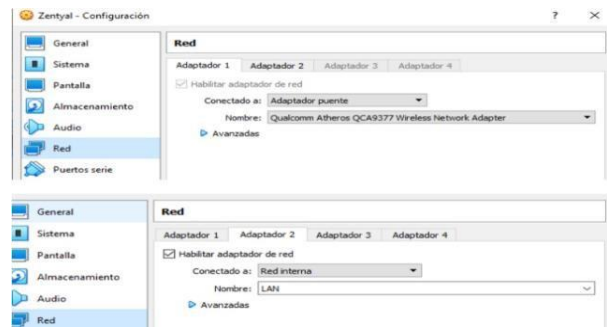 Zentyal - Configuración ? ×
General
Sistema
Pantalla
Almacenamiento
Audio
Red
Puertos serie
Red
Adaptador 1 Adaptador 2 Adaptador 3 Adaptador 4
Habilitar adaptador de red
Conectado a: Adaptador puente
Nombre: Qualcomm Atheros QCA9377 Wireless Network Adapter
Avanzadas
General
Sistema
Pantalla
Almacenamiento
Audio
Red
Red
Adaptador 1 Adaptador 2 Adaptador 3 Adaptador 4
Habilitar adaptador de red
Conectado a: Red interna
Nombre: LAN
Avanzadas